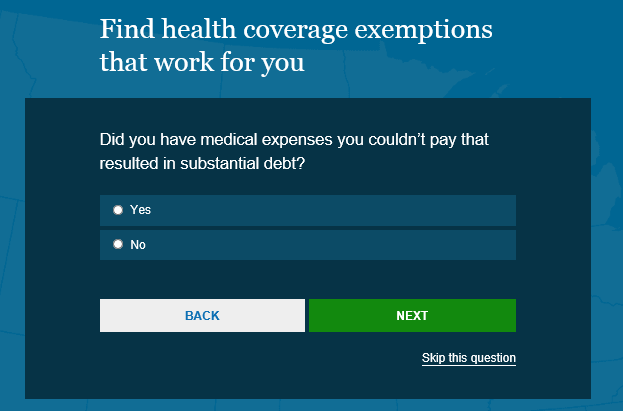 Find health coverage exemptions
that work for you
Did you have medical expenses you couldn’t pay that
resulted in substantial debt?
Yes
No
BACK
NEXT
Skip this question